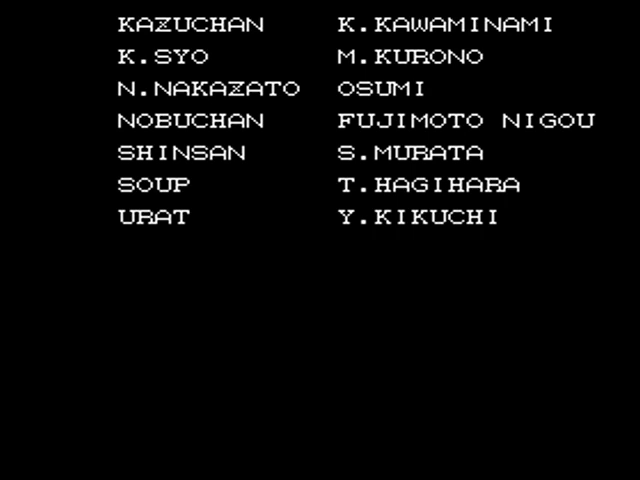 KAZUCHAN K.KAWAMINAMI
K.SYO M.KURONO
N.NAKAZATO OSUMI
NOBUCHAN FUJIMOTO NIGOU
SHINSAN S.MURATA
SOUP T.HAGIHARA
URAT Y.KIKUCHI